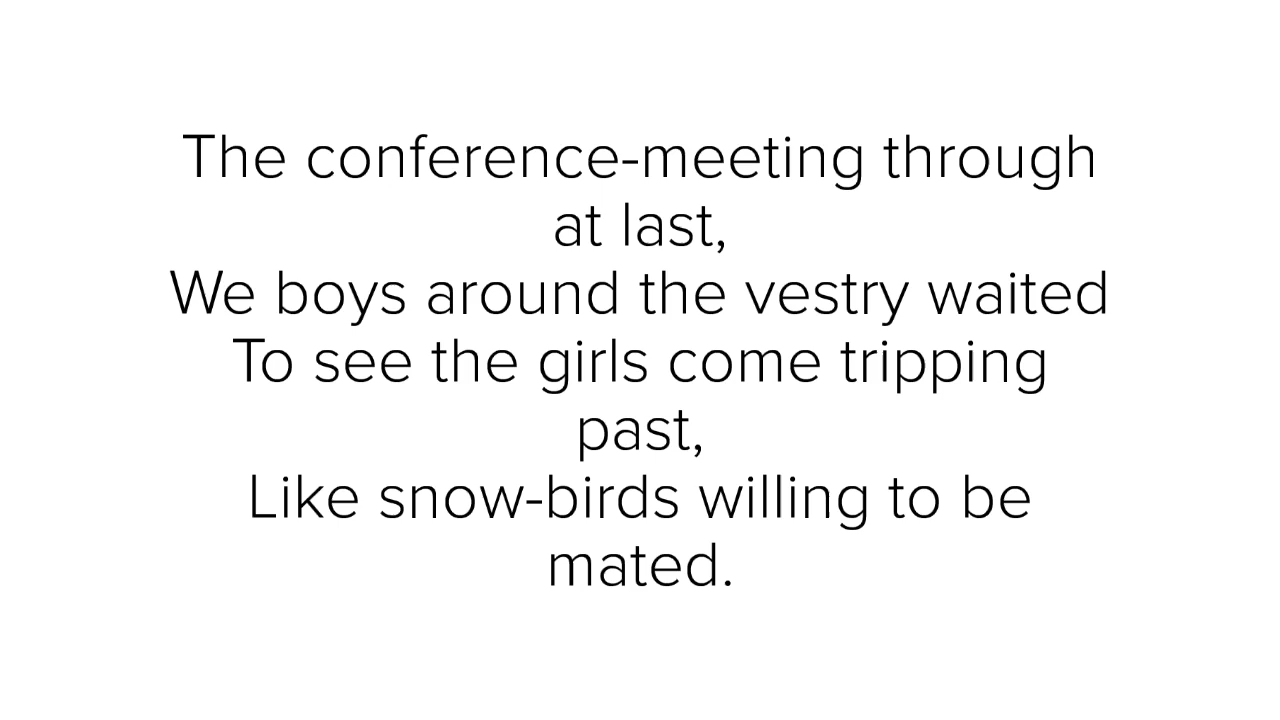 The conference-meeting through
at last,
We boys around the vestry waited
To see the girls come tripping
past,
Like snow-birds willing to be
mated.